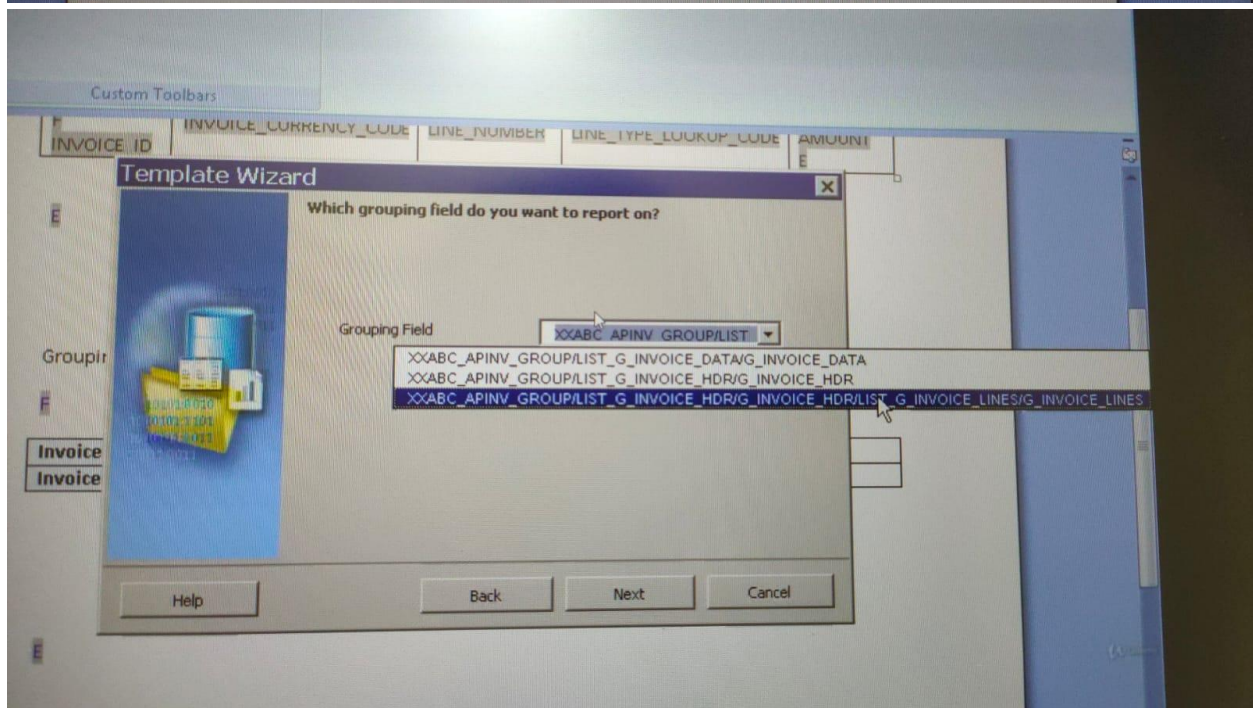 Custom Toolbars
F
INVOICE_ID
INVOICE_CURRENCY_CODE
LINE_NUMBER
LINE_TYPE_LOOKUP_CODE
AMOUNT
E
Template Wizard
Which grouping field do you want to report on?
E
Grouping Field
XXABC_APINV_GROUP/LIST
XXABC_APINV_GROUP/LIST_G_INVOICE_DATA/G_INVOICE_DATA
XXABC_APINV_GROUP/LIST_G_INVOICE_HDR/G_INVOICE_HDR
XXABC_APINV_GROUP/LIST_G_INVOICE_HDR/G_INVOICE_HDR/LIST_G_INVOICE_LINES/G_INVOICE_LINES
Groupin
F
Invoice
Invoice
Help
Back
Next
Cancel
E